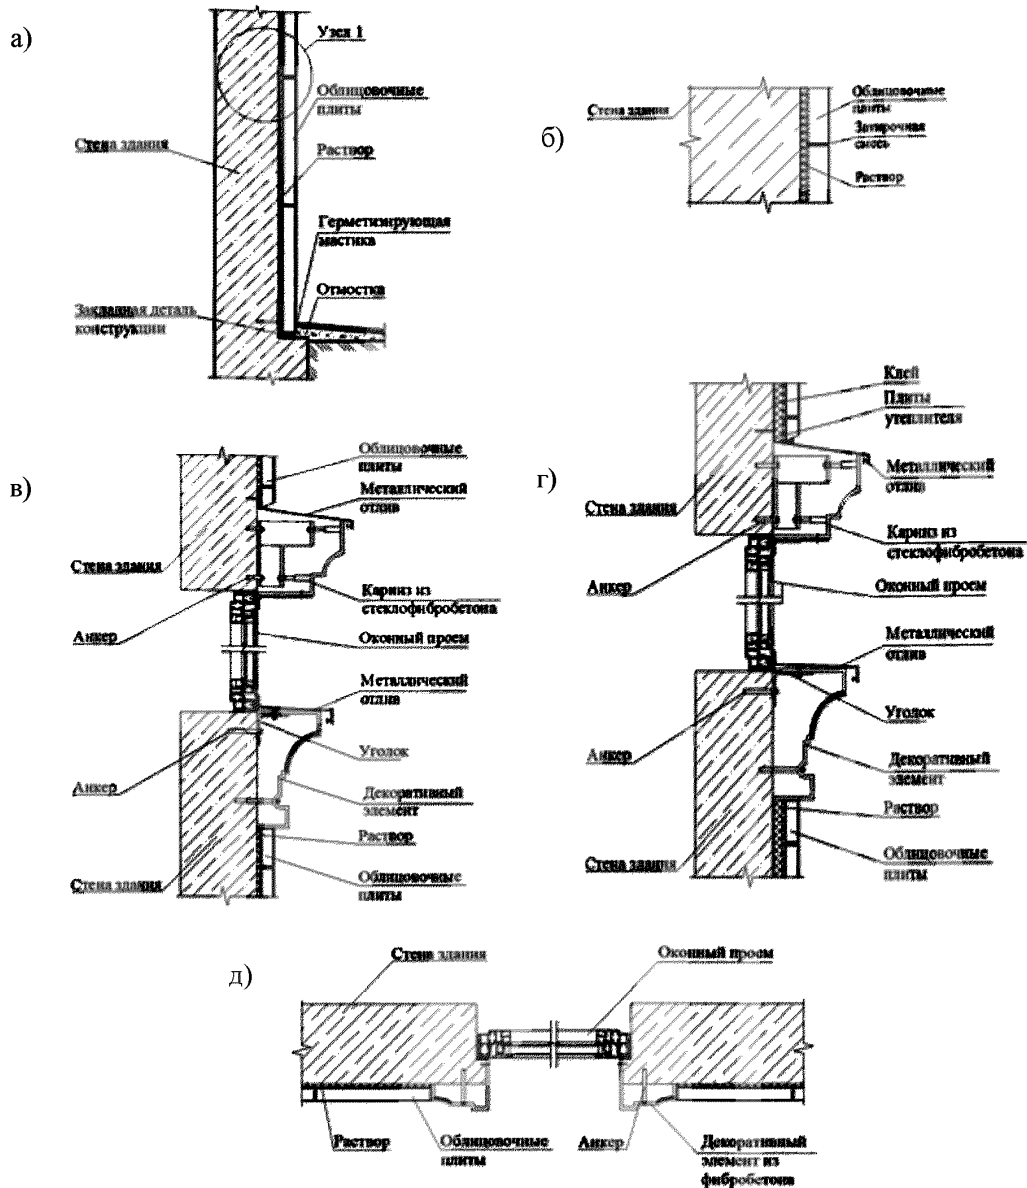 а)
Узел 1
Облицовочные
плиты
Стена здания
Раствор
Герметизирующая
мастика
Отмостка
Закладная деталь
конструкции
б)
Стена здания
Облицовочные
плиты
Затирочная
смесь
Раствор
в)
Облицовочные
плиты
Металлический
отлив
Стена здания
Карниз из
стеклофибробетона
Анкер
Оконный проем
Металлический
отлив
Уголок
Анкер
Декоративный
элемент
Раствор
Стена здания
Облицовочные
плиты
г)
Клей
Плиты
утеплителя
Металлический
отлив
Стена здания
Карниз из
стеклофибробетона
Анкер
Оконный проем
Металлический
отлив
Уголок
Анкер
Декоративный
элемент
Раствор
Стена здания
Облицовочные
плиты
д)
Стена здания
Оконный проем
Раствор
Облицовочные
плиты
Анкер
Декоративный
элемент из
фибробетона